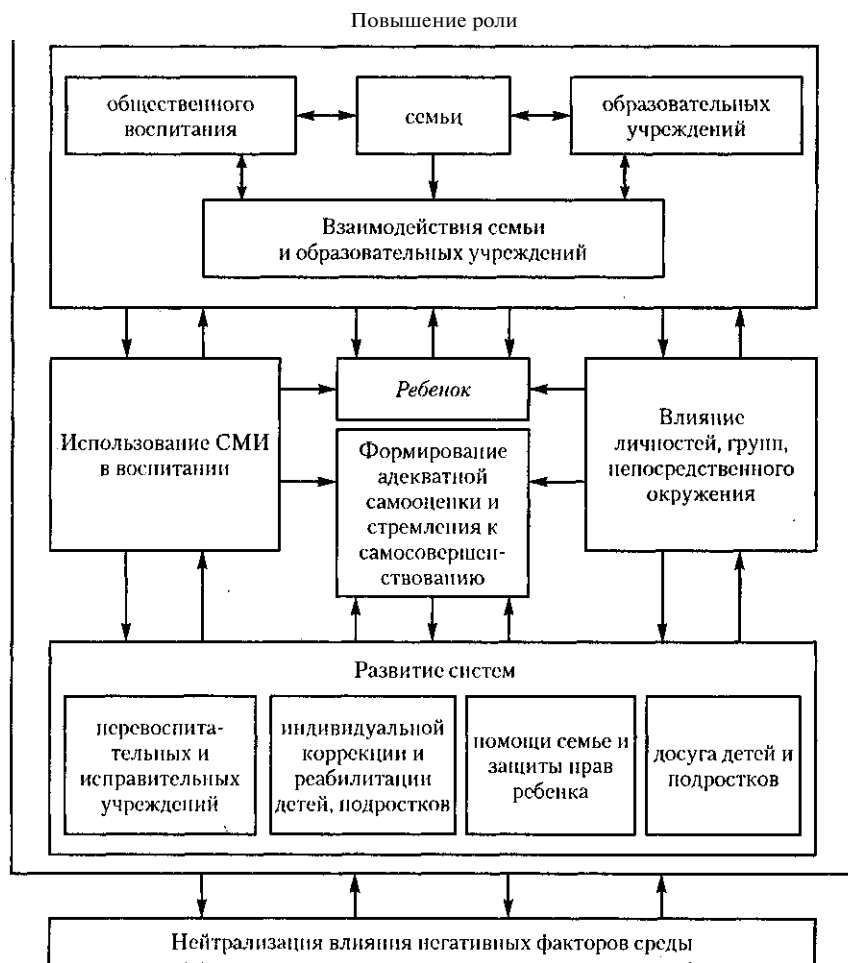 Повышение роли
общественного
воспитания
семьи
образовательных
учреждений
Взаимодействия семьи
и образовательных учреждений
Использование СМИ
в воспитании
Ребенок
Формирование
адекватной
самооценки и
стремления к
самосовершен-
ствованию
Влияние
личностей, групп,
непосредственного
окружения
Развитие систем
перевоспита-
тельных и
исправительных
учреждений
индивидуальной
коррекции и
реабилитации
детей, подростков
помощи семье и
защиты прав
ребенка
досуга детей и
подростков
Нейтрализация влияния негативных факторов среды